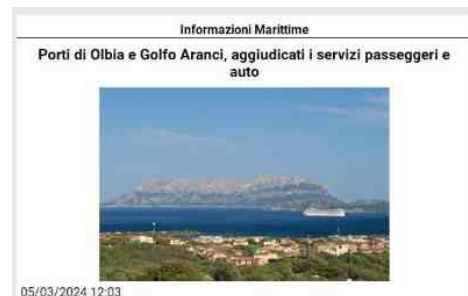 Informazioni Marittime
Porti di Olbia e Golfo Aranci, aggiudicati i servizi passeggeri e
auto
05/03/2024 12:03